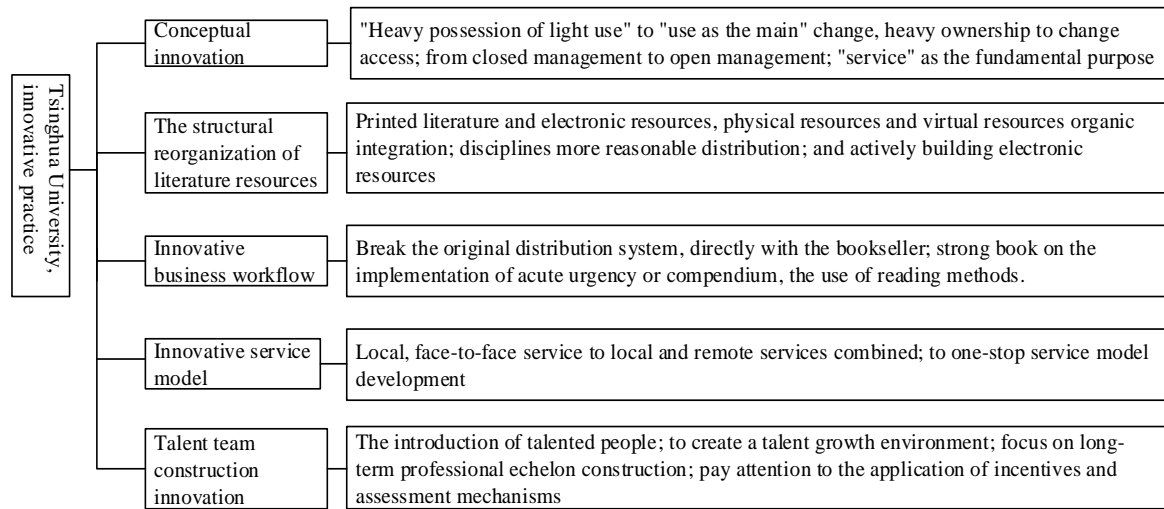 Tsinghua University,
innovative practice
Conceptual
innovation
"Heavy possession of light use" to "use as the main" change, heavy ownership to change
access; from closed management to open management; "service" as the fundamental purpose
The structural
reorganization of
literature resources
Printed literature and electronic resources, physical resources and virtual resources organic
integration; disciplines more reasonable distribution; and actively building electronic
resources
Innovative
business workflow
Break the original distribution system, directly with the bookseller; strong book on the
implementation of acute urgency or compendium, the use of reading methods.
Innovative service
model
Local, face-to-face service to local and remote services combined; to one-stop service model
development
Talent team
construction
innovation
The introduction of talented people; to create a talent growth environment; focus on long-
term professional echelon construction; pay attention to the application of incentives and
assessment mechanisms